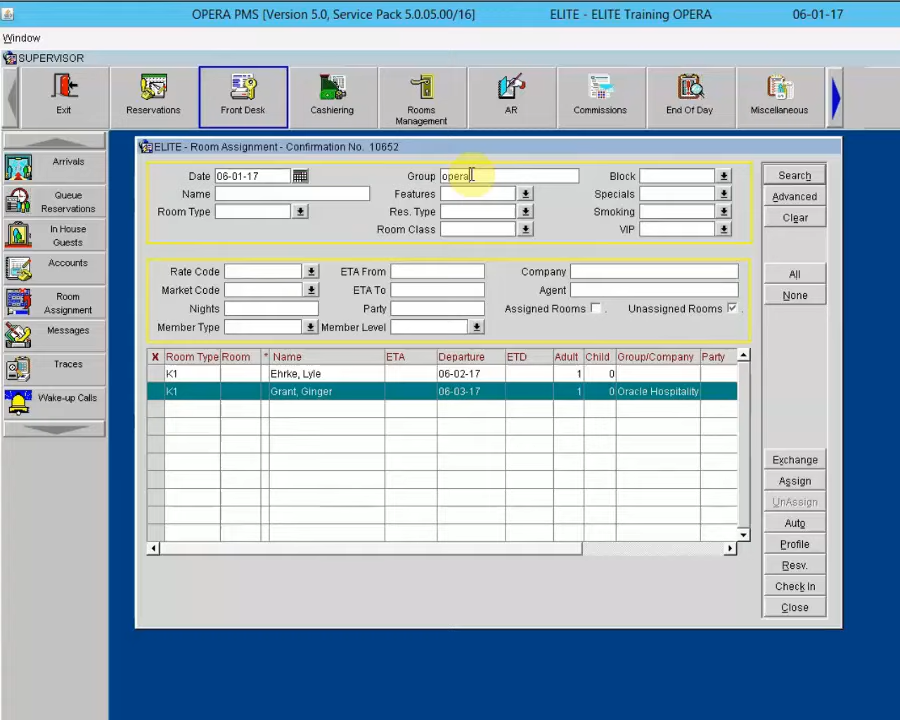 OPERA PMS [Version 5.0, Service Pack 5.0.05.00/16] ELITE - ELITE Training OPERA 06-01-17
Window
SUPERVISOR
Exit Reservations Front Desk Cashiering Rooms Management AR Commissions End Of Day Miscellaneous
Arrivals
Queue Reservations
In House Guests
Accounts
Room Assignment
Messages
Traces
Wake-up Calls
ELITE - Room Assignment - Confirmation No. 10652
Date 06-01-17 Group opera Block
Name Features Specials
Room Type Res. Type Smoking
Room Class VIP
Rate Code ETA From Company
Market Code ETA To Agent
Nights Party Assigned Rooms . Unassigned Rooms .
Member Type Member Level
X Room Type Room * Name ETA Departure ETD Adult Child Group/Company Party
K1 Ehrke, Lyle 06-02-17 1 0
K1 Grant, Ginger 06-03-17 1 0 Oracle Hospitality
Search
Advanced
Clear
All
None
Exchange
Assign
UnAssign
Auto
Profile
Resv.
Check In
Close